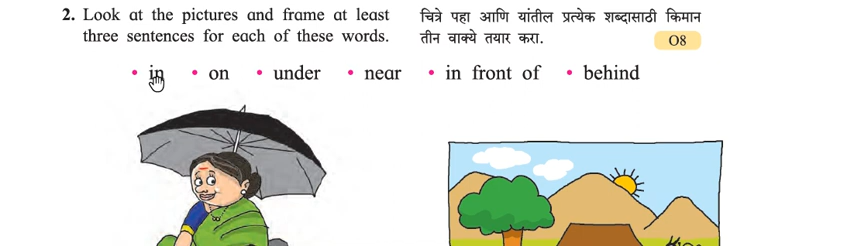 2. Look at the pictures and frame at least
three sentences for each of these words.
चित्रे पहा आणि यांतील प्रत्येक शब्दासाठी किमान
तीन वाक्ये तयार करा.
O8
• in • on • under • near • in front of • behind